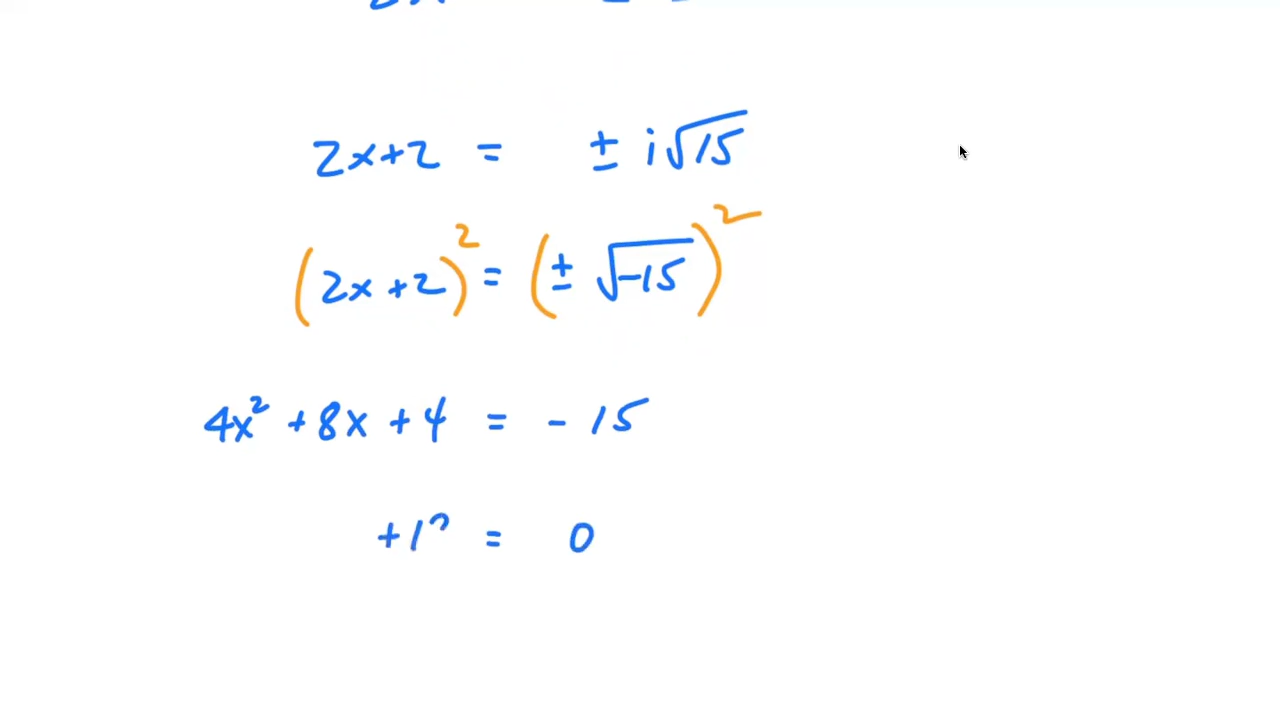 2x+2 = ± i√15
(2x+2)² = (± √-15)²
4x² +8x +4 = -15
+1 = 0